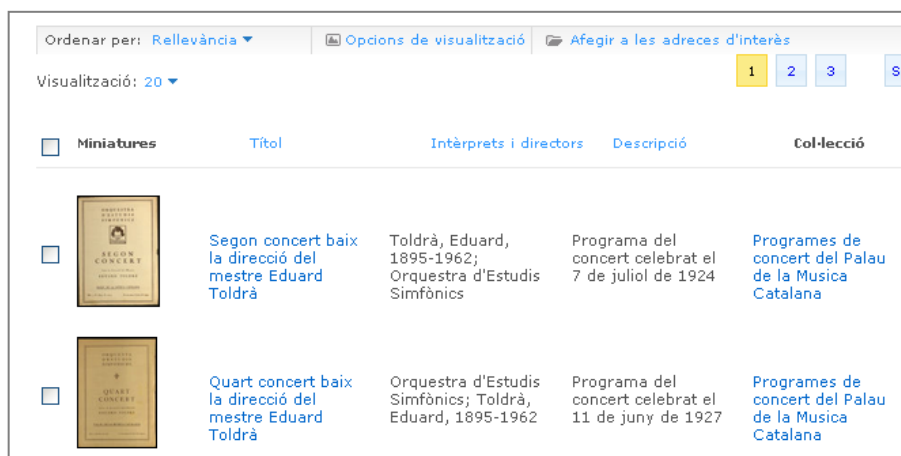 Ordenar per: Rellevància
Opcions de visualització
Afegir a les adreces d'interès
Visualització: 20
1 2 3 S
Miniatures Títol Intèrprets i directors Descripció Col·lecció
SEGON
CONCERT
Segon concert baix
la direcció del
mestre Eduard
Toldrà
Toldrà, Eduard,
1895-1962;
Orquestra d'Estudis
Simfònics
Programa del
concert celebrat el
7 de juliol de 1924
Programes de
concert del Palau
de la Musica
Catalana
QUART
CONCERT
Quart concert baix
la direcció del
mestre Eduard
Toldrà
Orquestra d'Estudis
Simfònics; Toldrà,
Eduard, 1895-1962
Programa del
concert celebrat el
11 de juny de 1927
Programes de
concert del Palau
de la Musica
Catalana